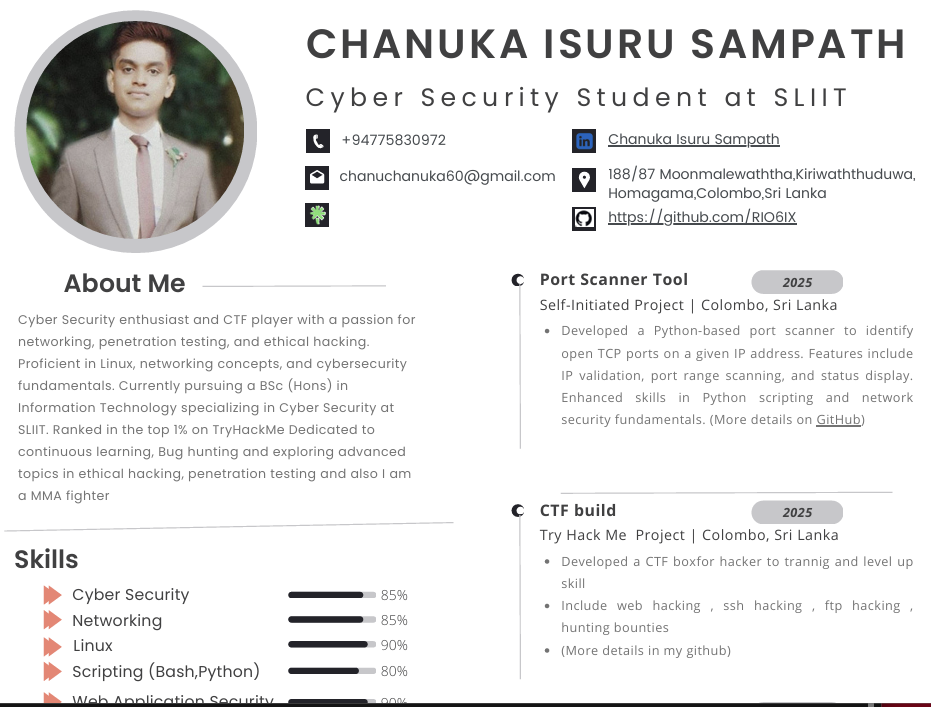 CHANUKA ISURU SAMPATH
Cyber Security Student at SLIIT
+94775830972
Chanuka Isuru Sampath
chanuchanuka60@gmail.com
188/87 Moonmalewaththa,Kiriwaththuduwa,
Homagama,Colombo,Sri Lanka
https://github.com/RIO6IX
About Me
Cyber Security enthusiast and CTF player with a passion for
networking, penetration testing, and ethical hacking.
Proficient in Linux, networking concepts, and cybersecurity
fundamentals. Currently pursuing a BSc (Hons) in
Information Technology specializing in Cyber Security at
SLIIT. Ranked in the top 1% on TryHackMe Dedicated to
continuous learning, Bug hunting and exploring advanced
topics in ethical hacking, penetration testing and also I am
a MMA fighter
Skills
Cyber Security 85%
Networking 85%
Linux 90%
Scripting (Bash,Python) 80%
Web Application Security 90%
Port Scanner Tool 2025
Self-Initiated Project | Colombo, Sri Lanka
Developed a Python-based port scanner to identify
open TCP ports on a given IP address. Features include
IP validation, port range scanning, and status display.
Enhanced skills in Python scripting and network
security fundamentals. (More details on GitHub)
CTF build 2025
Try Hack Me Project | Colombo, Sri Lanka
Developed a CTF boxfor hacker to trannig and level up
skill
Include web hacking , ssh hacking , ftp hacking ,
hunting bounties
(More details in my github)